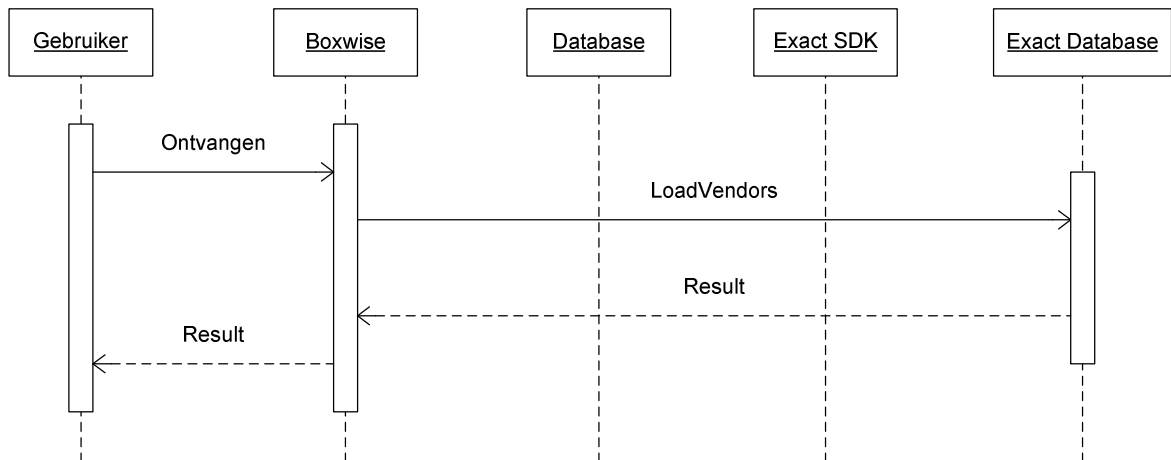 Gebruiker
Boxwise
Database
Exact SDK
Exact Database
Ontvangen
LoadVendors
Result
Result